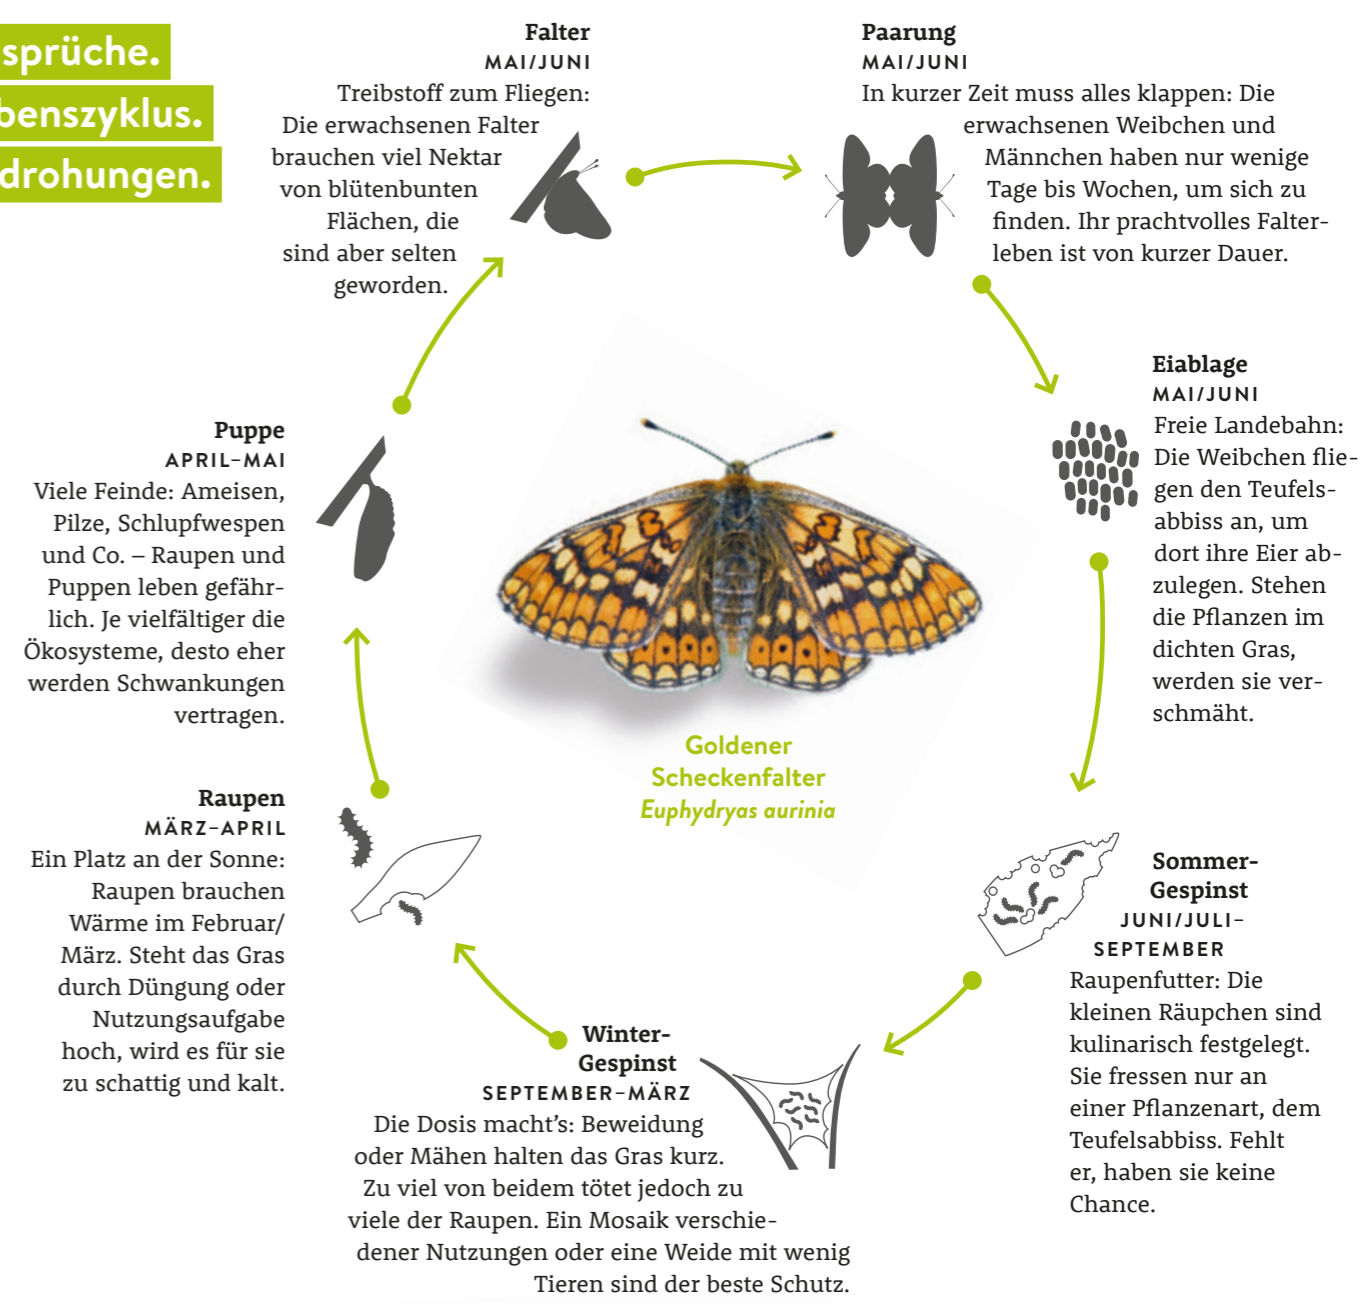 sprüche.
benszyklus.
drohungen.
Falter
MAI/JUNI
Treibstoff zum Fliegen:
Die erwachsenen Falter
brauchen viel Nektar
von blütenbunten
Flächen, die
sind aber selten
geworden.
Paarung
MAI/JUNI
In kurzer Zeit muss alles klappen: Die
erwachsenen Weibchen und
Männchen haben nur wenige
Tage bis Wochen, um sich zu
finden. Ihr prachtvolles Falter-
leben ist von kurzer Dauer.
Eiablage
MAI/JUNI
Freie Landebahn:
Die Weibchen flie-
gen den Teufels-
abbiss an, um
dort ihre Eier ab-
zulegen. Stehen
die Pflanzen im
dichten Gras,
werden sie ver-
schmäht.
Sommer-
Gespinst
JUNI/JULI–
SEPTEMBER
Raupenfutter: Die
kleinen Räupchen sind
kulinarisch festgelegt.
Sie fressen nur an
einer Pflanzenart, dem
Teufelsabbiss. Fehlt
er, haben sie keine
Chance.
Winter-
Gespinst
SEPTEMBER–MÄRZ
Die Dosis macht's: Beweidung
oder Mähen halten das Gras kurz.
Zu viel von beidem tötet jedoch zu
viele der Raupen. Ein Mosaik verschie-
dener Nutzungen oder eine Weide mit wenig
Tieren sind der beste Schutz.
Raupen
MÄRZ–APRIL
Ein Platz an der Sonne:
Raupen brauchen
Wärme im Februar/
März. Steht das Gras
durch Düngung oder
Nutzungsaufgabe
hoch, wird es für sie
zu schattig und kalt.
Puppe
APRIL–MAI
Viele Feinde: Ameisen,
Pilze, Schlupfwespen
und Co. – Raupen und
Puppen leben gefähr-
lich. Je vielfältiger die
Ökosysteme, desto eher
werden Schwankungen
vertragen.
Goldener
Scheckenfalter
Euphydryas aurinia